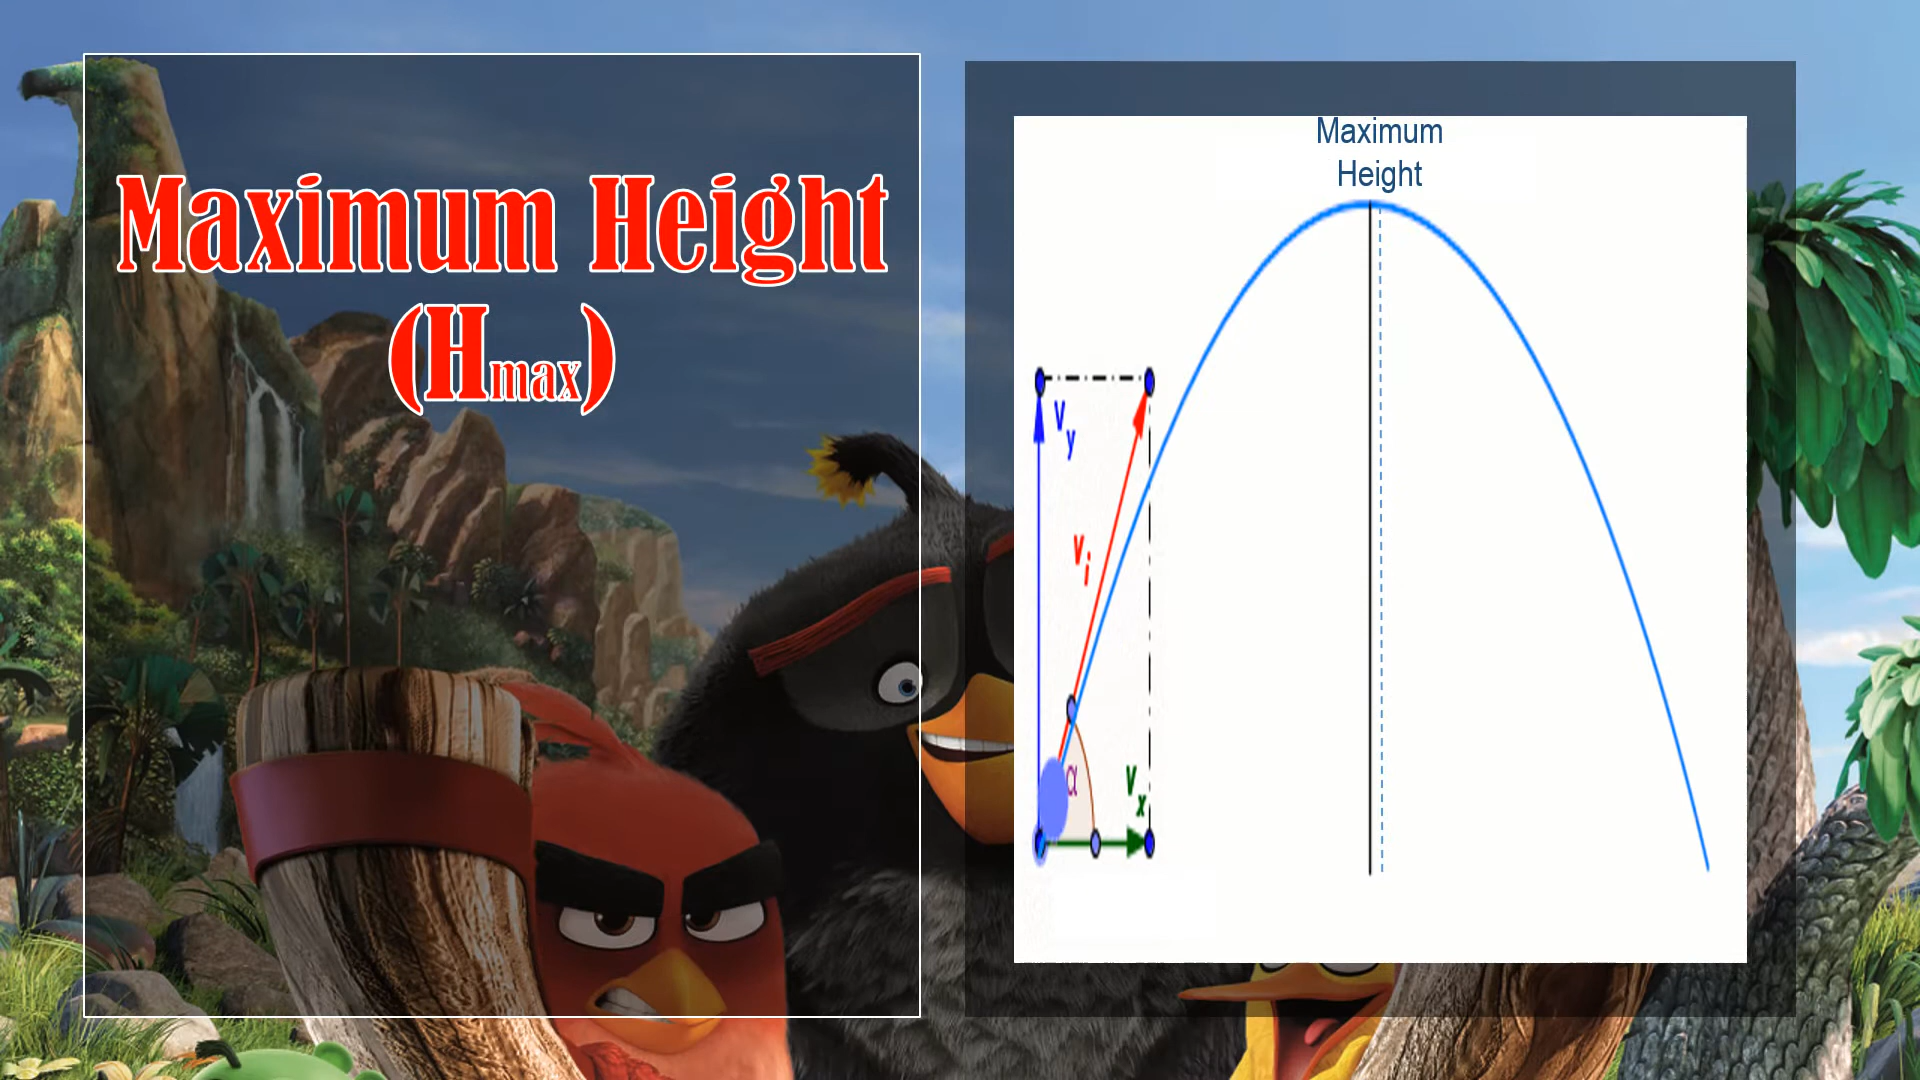 Maximum Height
(Hmax)
Maximum
Height
vy
vi
α
vx